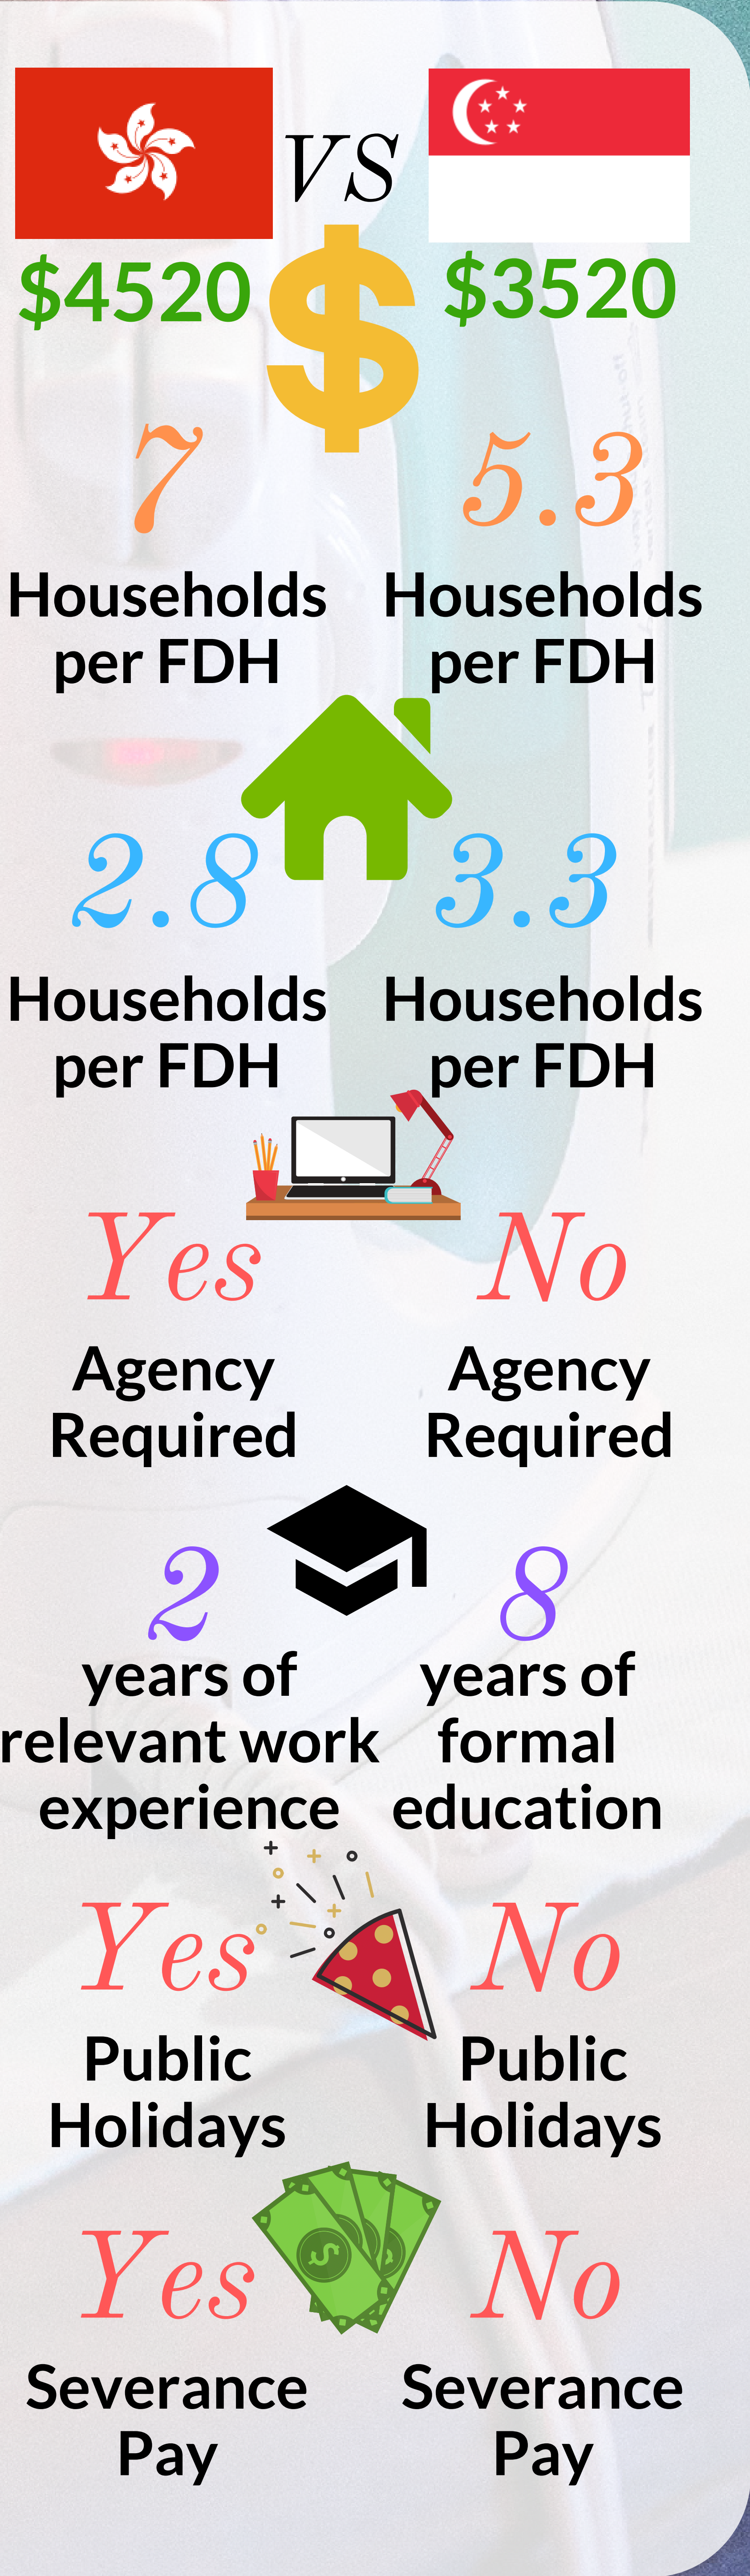 VS
$4520
$3520
7
5.3
Households
per FDH
Households
per FDH
2.8
3.3
Households
per FDH
Households
per FDH
Yes
No
Agency
Required
Agency
Required
2
years of
relevant work
experience
8
years of
formal
education
Yes
No
Public
Holidays
Public
Holidays
Yes
No
Severance
Pay
Severance
Pay